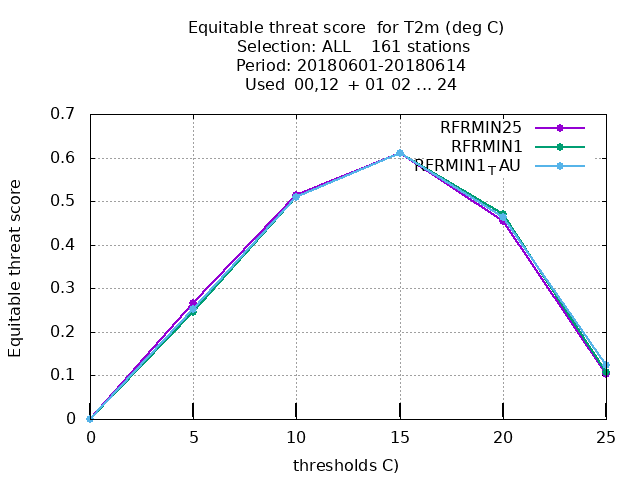 Equitable threat score  for T2m (deg C)
Selection: ALL    161 stations
Period: 20180601-20180614
Used  00,12  + 01 02 ... 24
RFRMIN25
RFRMIN1
RFRMIN1TAU
Equitable threat score
0.7
0.6
0.5
0.4
0.3
0.2
0.1
0
0 5 10 15 20 25
thresholds C)